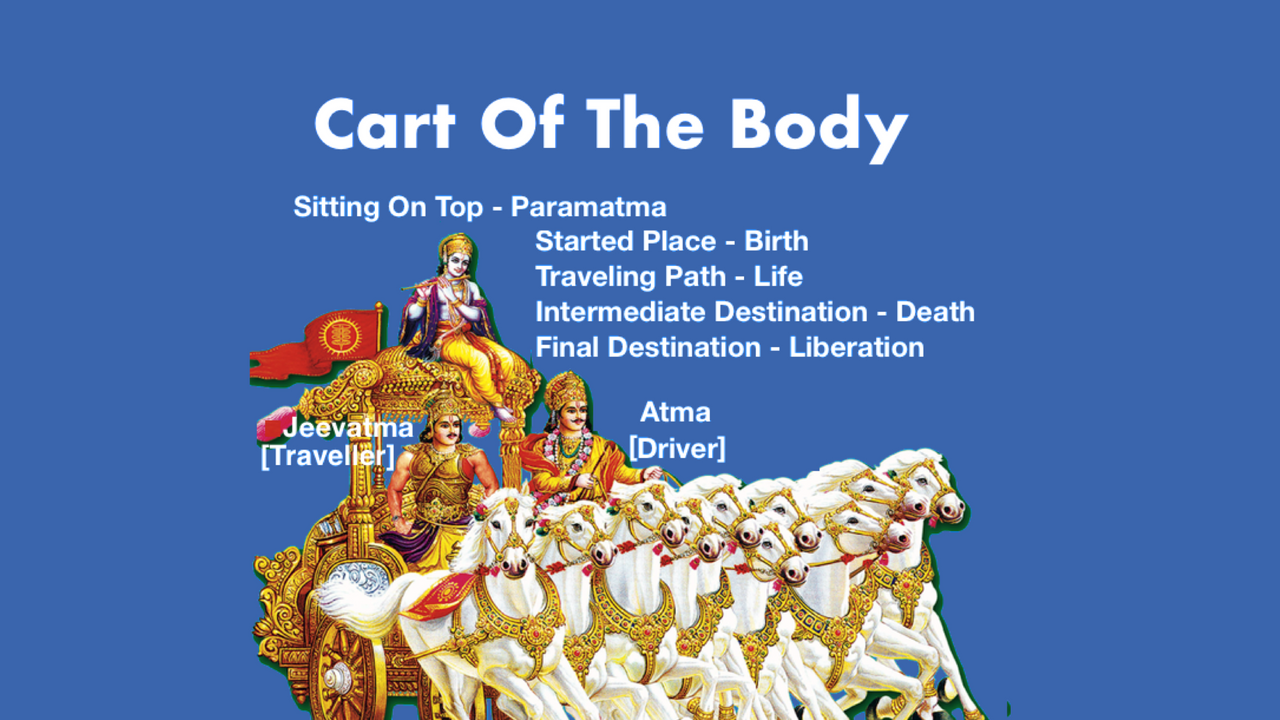 Cart Of The Body
Sitting On Top - Paramatma
Started Place - Birth
Traveling Path - Life
Intermediate Destination - Death
Final Destination - Liberation
Atma
[Driver]
Jeevatma
[Traveller]